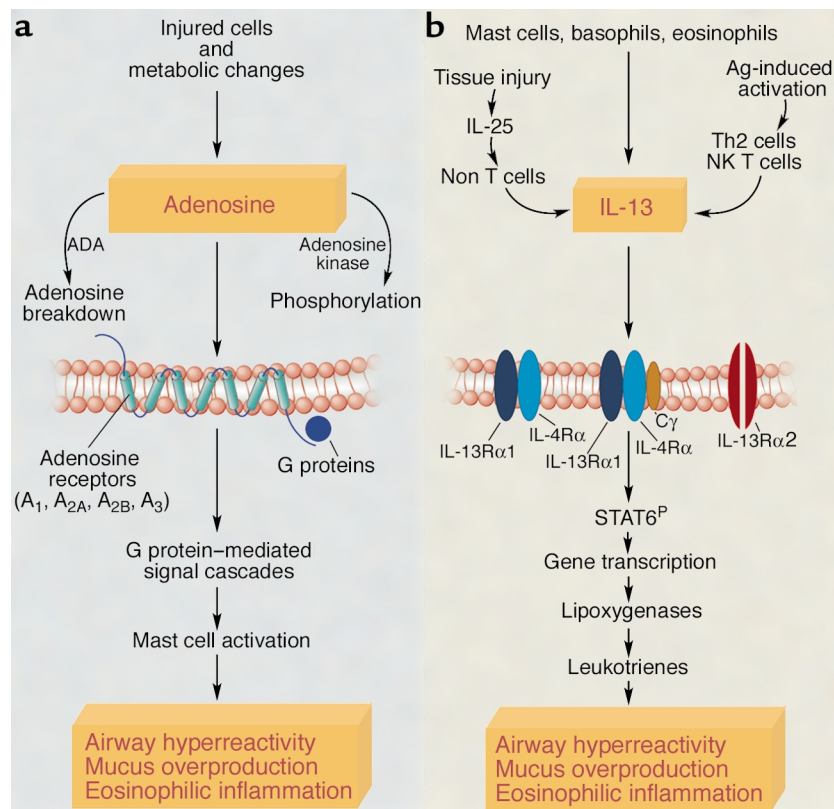 a
Injured cells
and
metabolic changes
Adenosine
ADA
Adenosine
kinase
Adenosine
breakdown
Phosphorylation
Adenosine
receptors
(A1, A2A, A2B, A3)
G proteins
G protein–mediated
signal cascades
Mast cell activation
Airway hyperreactivity
Mucus overproduction
Eosinophilic inflammation
b
Mast cells, basophils, eosinophils
Tissue injury
IL-25
Non T cells
Ag-induced
activation
Th2 cells
NK T cells
IL-13
IL-13Rα1
IL-4Rα
IL-13Rα1
Cγ
IL-4Rα
IL-13Rα2
STAT6P
Gene transcription
Lipoxygenases
Leukotrienes
Airway hyperreactivity
Mucus overproduction
Eosinophilic inflammation